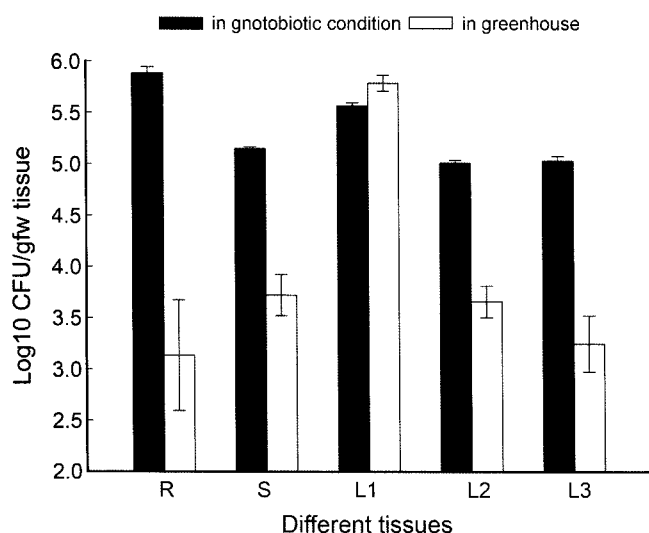 in gnotobiotic condition in greenhouse
Log10 CFU/gfw tissue
6.0
5.5
5.0
4.5
4.0
3.5
3.0
2.5
2.0
R S L1 L2 L3
Different tissues